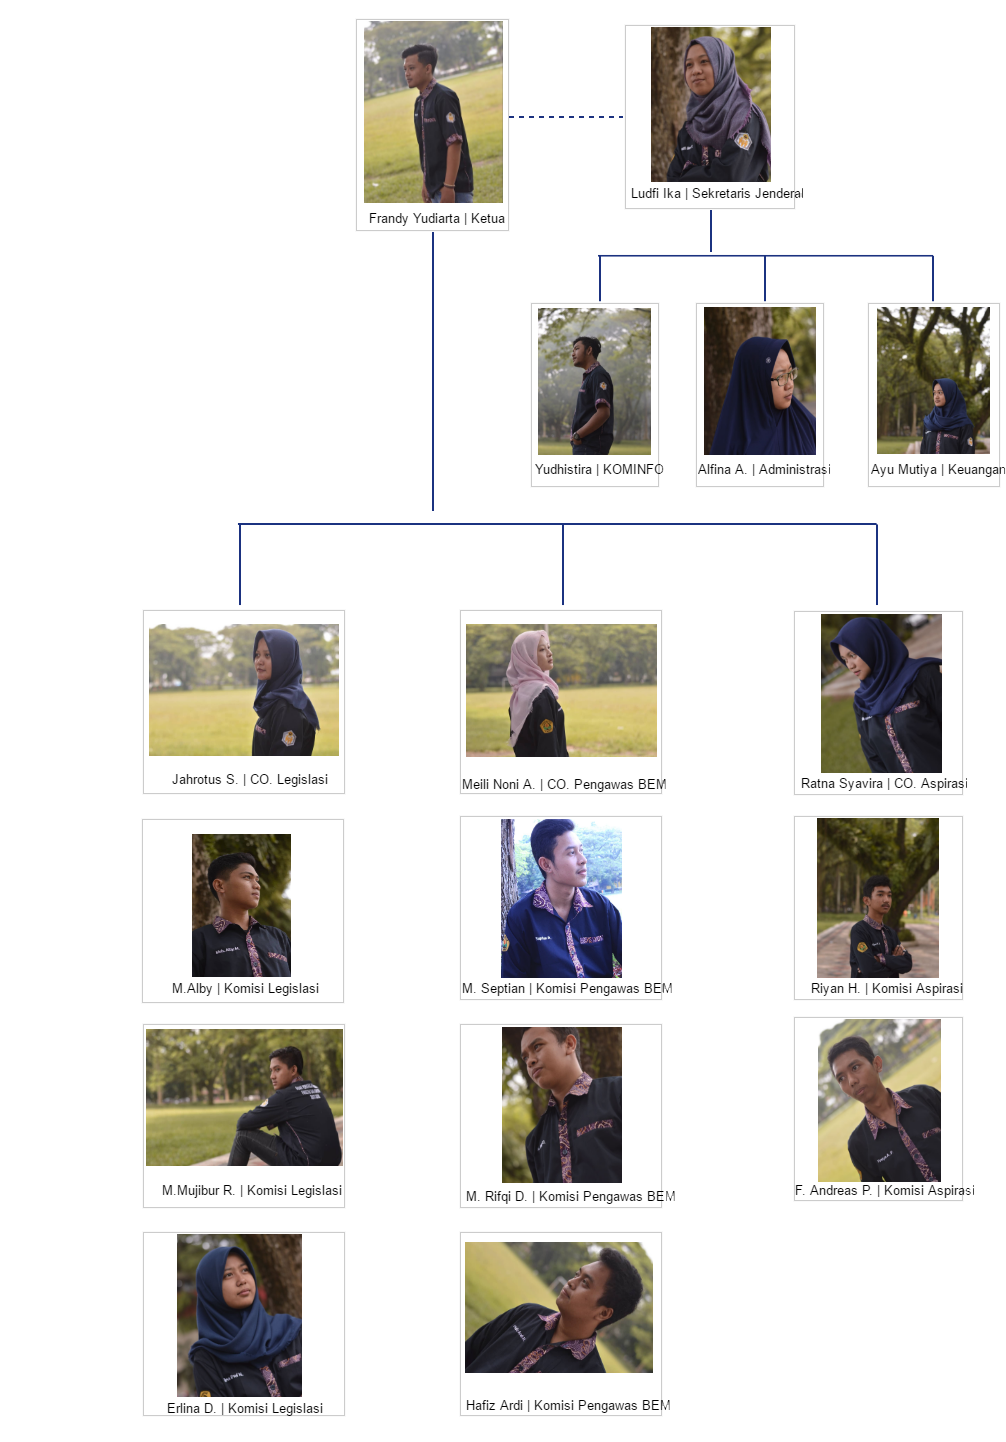 Frandy Yudiarta | Ketua
Ludfi Ika | Sekretaris Jenderal
Yudhistira | KOMINFO
Alfina A. | Administrasi
Ayu Mutiya | Keuangan
Jahrotus S. | CO. Legislasi
Meili Noni A. | CO. Pengawas BEM
Ratna Syavira | CO. Aspirasi
M.Alby | Komisi Legislasi
M. Septian | Komisi Pengawas BEM
Riyan H. | Komisi Aspirasi
M.Mujibur R. | Komisi Legislasi
M. Rifqi D. | Komisi Pengawas BEM
F. Andreas P. | Komisi Aspirasi
Erlina D. | Komisi Legislasi
Hafiz Ardi | Komisi Pengawas BEM